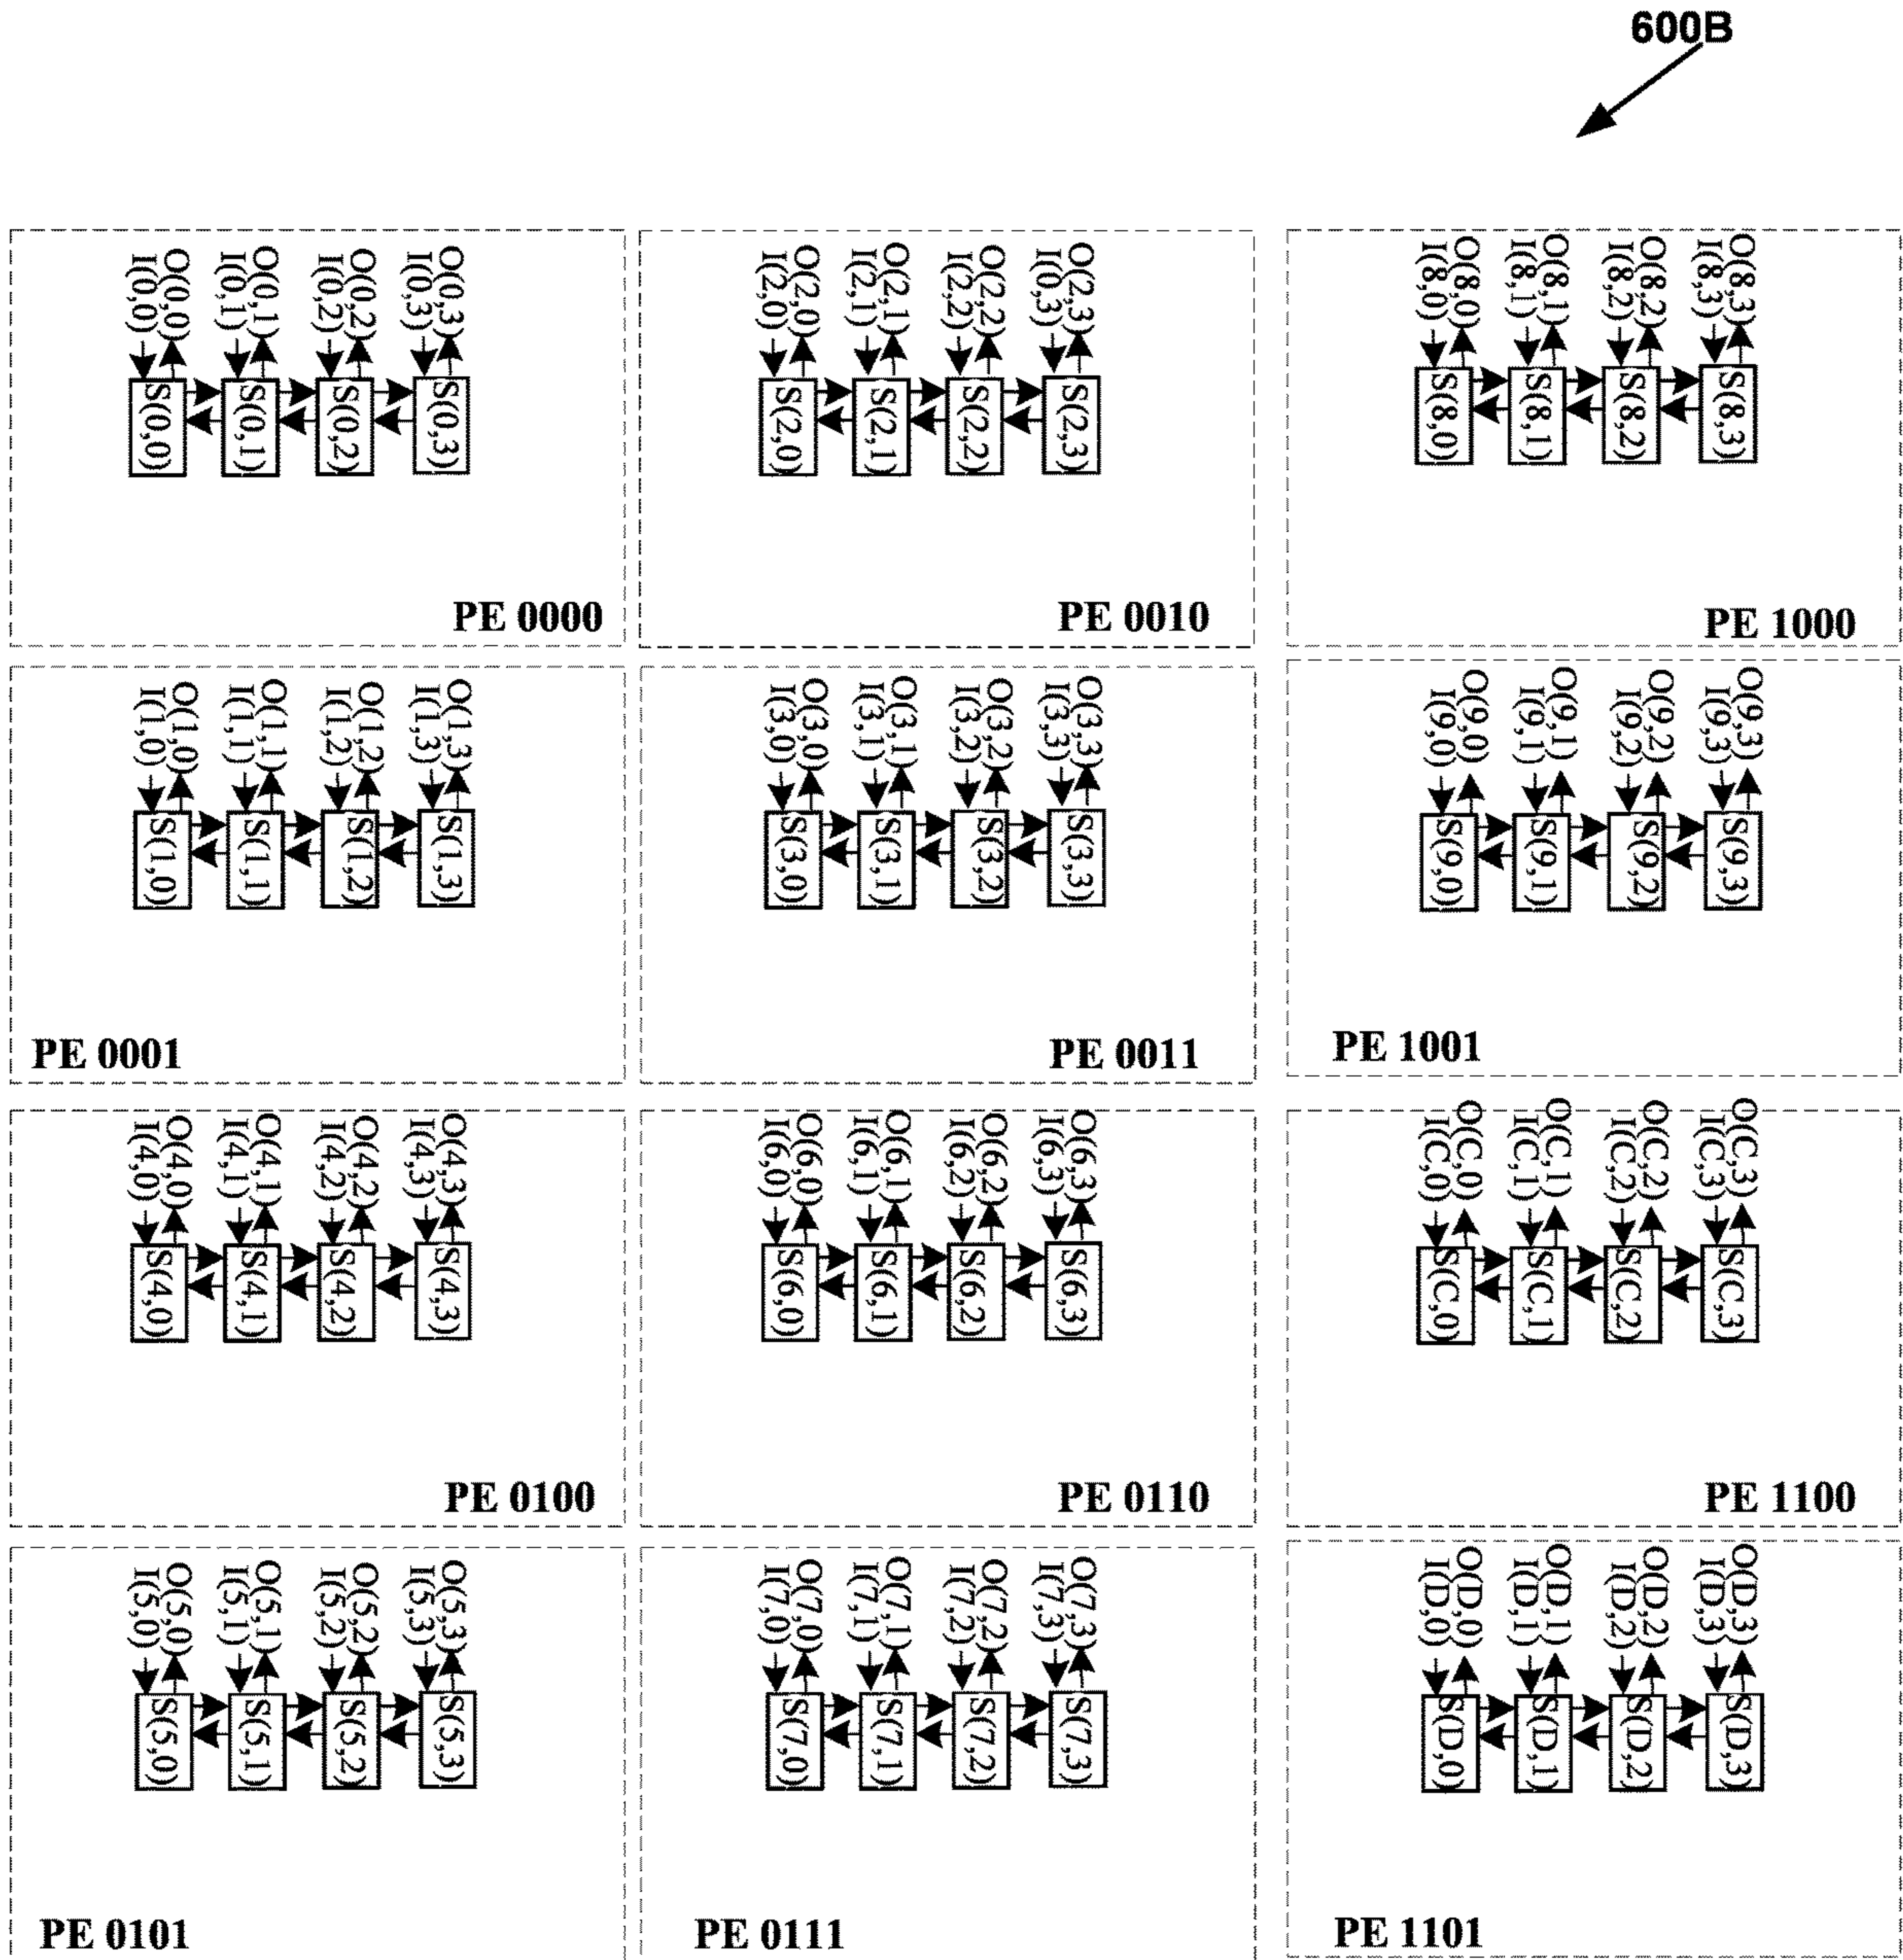 600B
O(0,0)
I(0,0)
O(0,1)
I(0,1)
O(0,2)
I(0,2)
O(0,3)
I(0,3)
S(0,0)
S(0,1)
S(0,2)
S(0,3)
PE 0000
O(2,0)
I(2,0)
O(2,1)
I(2,1)
O(2,2)
I(2,2)
O(2,3)
I(0,3)
S(2,0)
S(2,1)
S(2,2)
S(2,3)
PE 0010
O(8,0)
I(8,0)
O(8,1)
I(8,1)
O(8,2)
I(8,2)
O(8,3)
I(8,3)
S(8,0)
S(8,1)
S(8,2)
S(8,3)
PE 1000
O(1,0)
I(1,0)
O(1,1)
I(1,1)
O(1,2)
I(1,2)
O(1,3)
I(1,3)
S(1,0)
S(1,1)
S(1,2)
S(1,3)
PE 0001
O(3,0)
I(3,0)
O(3,1)
I(3,1)
O(3,2)
I(3,2)
O(3,3)
I(3,3)
S(3,0)
S(3,1)
S(3,2)
S(3,3)
PE 0011
O(9,0)
I(9,0)
O(9,1)
I(9,1)
O(9,2)
I(9,2)
O(9,3)
I(9,3)
S(9,0)
S(9,1)
S(9,2)
S(9,3)
PE 1001
O(4,0)
I(4,0)
O(4,1)
I(4,1)
O(4,2)
I(4,2)
O(4,3)
I(4,3)
S(4,0)
S(4,1)
S(4,2)
S(4,3)
PE 0100
O(6,0)
I(6,0)
O(6,1)
I(6,1)
O(6,2)
I(6,2)
O(6,3)
I(6,3)
S(6,0)
S(6,1)
S(6,2)
S(6,3)
PE 0110
O(C,0)
I(C,0)
O(C,1)
I(C,1)
O(C,2)
I(C,2)
O(C,3)
I(C,3)
S(C,0)
S(C,1)
S(C,2)
S(C,3)
PE 1100
O(5,0)
I(5,0)
O(5,1)
I(5,1)
O(5,2)
I(5,2)
O(5,3)
I(5,3)
S(5,0)
S(5,1)
S(5,2)
S(5,3)
PE 0101
O(7,0)
I(7,0)
O(7,1)
I(7,1)
O(7,2)
I(7,2)
O(7,3)
I(7,3)
S(7,0)
S(7,1)
S(7,2)
S(7,3)
PE 0111
O(D,0)
I(D,0)
O(D,1)
I(D,1)
O(D,2)
I(D,2)
O(D,3)
I(D,3)
S(D,0)
S(D,1)
S(D,2)
S(D,3)
PE 1101